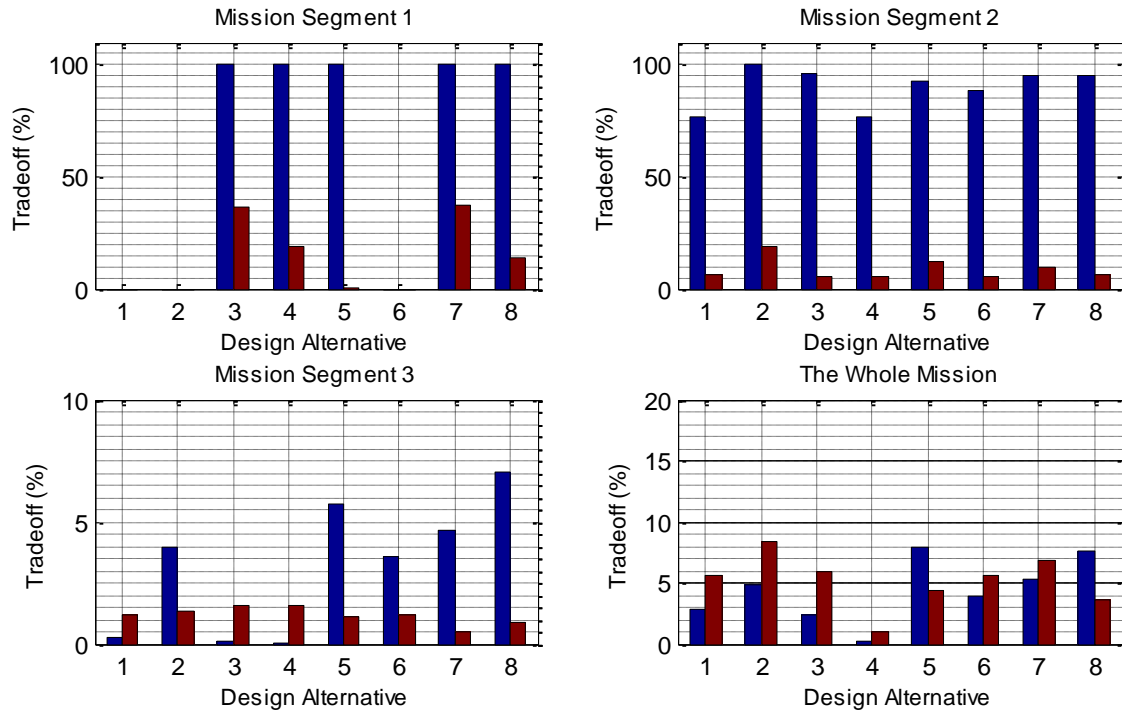 Mission Segment 1
Tradeoff (%)
100
50
0
1 2 3 4 5 6 7 8
Design Alternative
Mission Segment 2
Tradeoff (%)
100
50
0
1 2 3 4 5 6 7 8
Design Alternative
Mission Segment 3
Tradeoff (%)
10
5
0
1 2 3 4 5 6 7 8
Design Alternative
The Whole Mission
Tradeoff (%)
20
15
10
5
0
1 2 3 4 5 6 7 8
Design Alternative